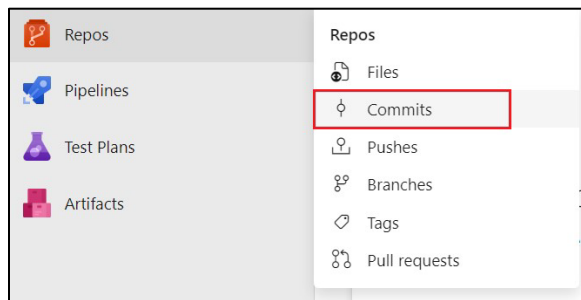 Repos
Pipelines
Test Plans
Artifacts
Repos
Files
Commits
Pushes
Branches
Tags
Pull requests